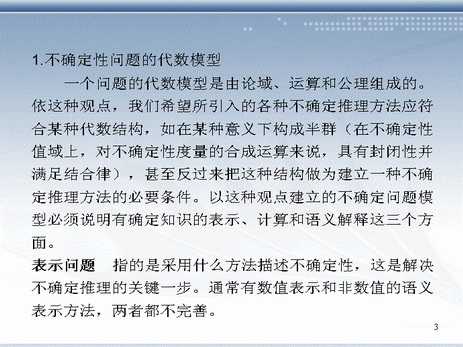 1.不确定性问题的代数模型
一个问题的代数模型是由论域、运算和公理组成的。
依这种观点，我们希望所引入的各种不确定推理方法应符
合某种代数结构，如在某种意义下构成半群（在不确定性
值域上，对不确定性度量的合成运算来说，具有封闭性并
满足结合律），甚至反过来把这种结构做为建立一种不确
定推理方法的必要条件。以这种观点建立的不确定问题模
型必须说明有确定知识的表示、计算和语义解释这三个方
面。
表示问题 指的是采用什么方法描述不确定性，这是解决
不确定推理的关键一步。通常有数值表示和非数值的语义
表示方法，两者都不完善。
3